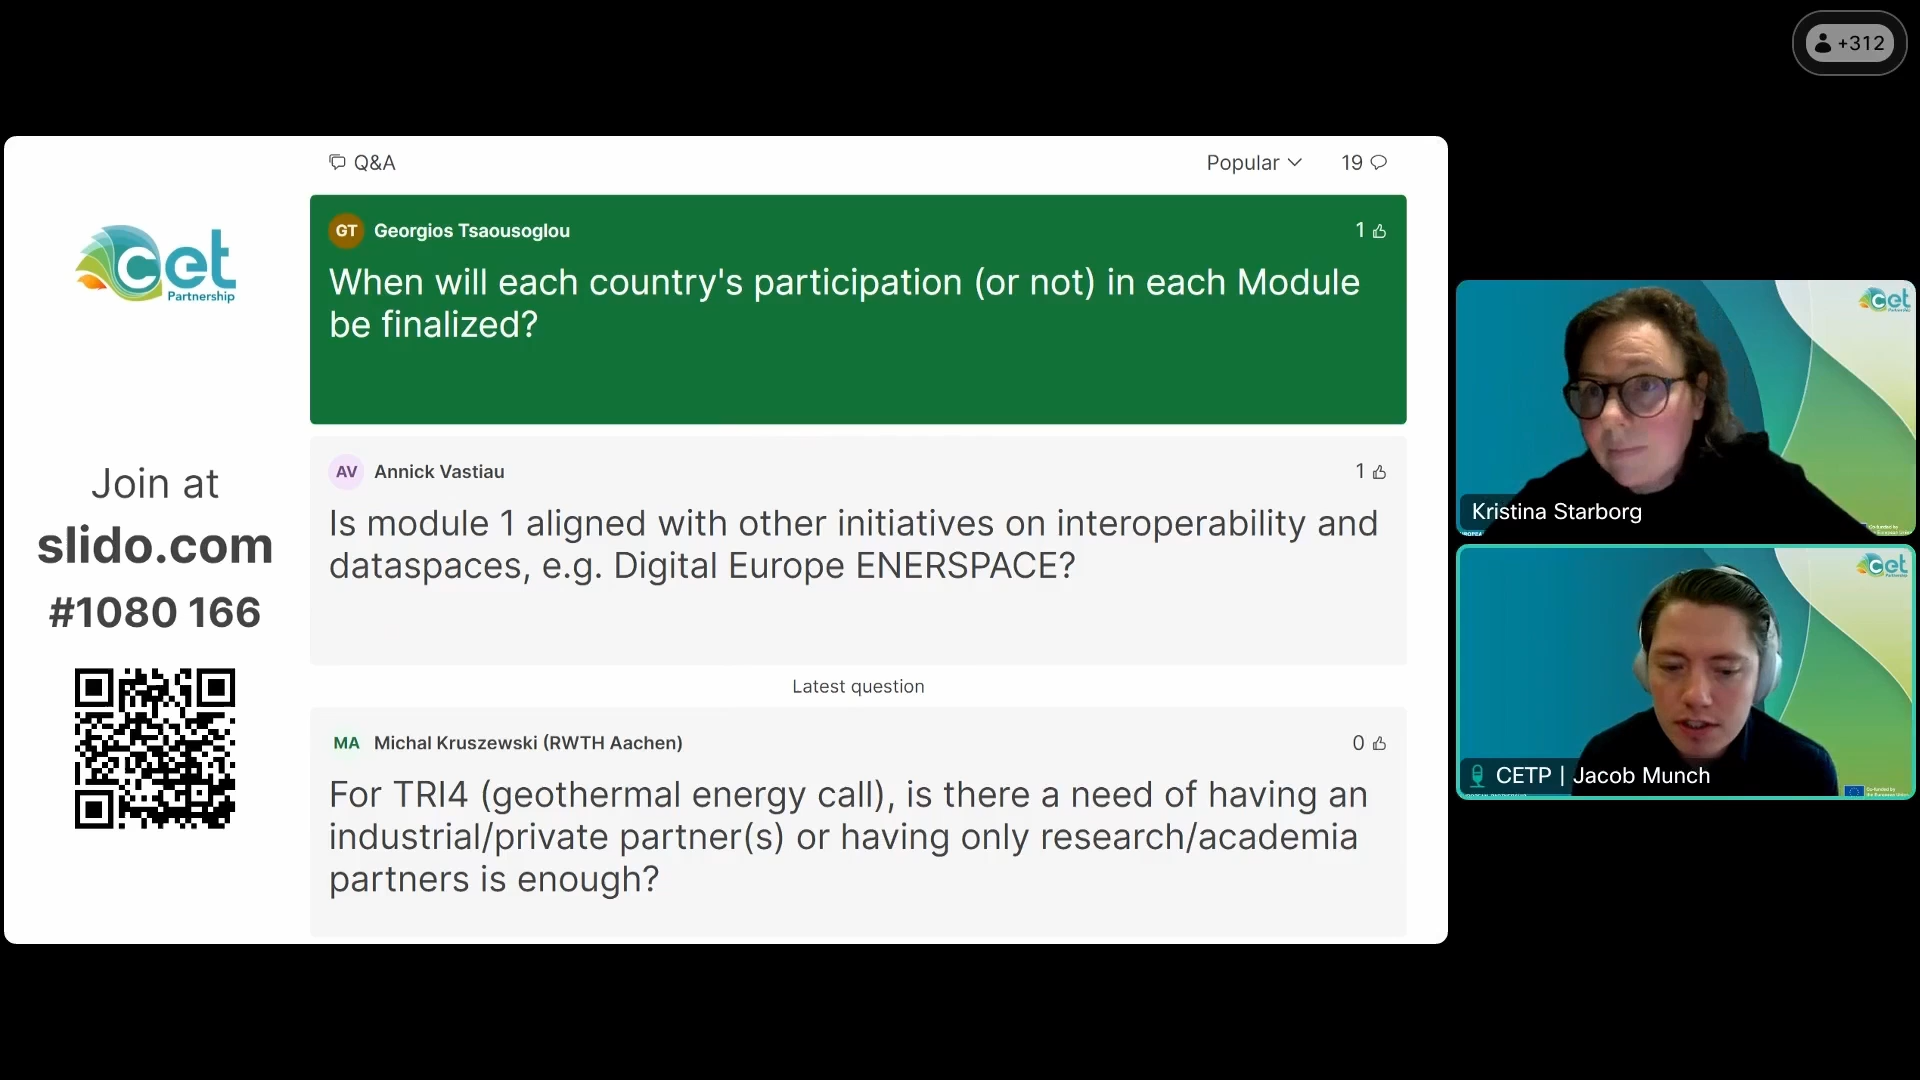 +312
Q&A
Popular
19
cet
Partnership
GT Georgios Tsaousoglou
1
When will each country's participation (or not) in each Module
be finalized?
Join at
slido.com
#1080 166
AV Annick Vastiau
1
Is module 1 aligned with other initiatives on interoperability and
dataspaces, e.g. Digital Europe ENERSPACE?
Latest question
MA Michal Kruszewski (RWTH Aachen)
0
For TRI4 (geothermal energy call), is there a need of having an
industrial/private partner(s) or having only research/academia
partners is enough?
cet
Partnership
Kristina Starborg
cet
Partnership
CETP | Jacob Munch